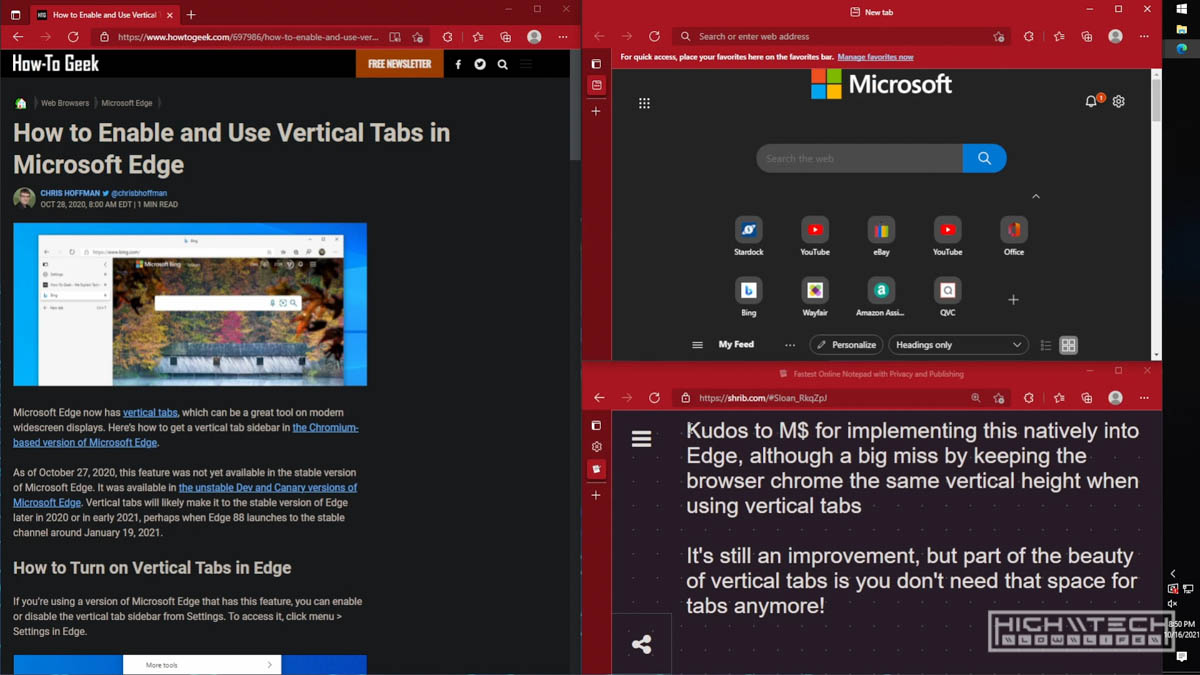 How to Enable and Use Vertical T
https://www.howtogeek.com/697986/how-to-enable-and-use-ver...
How-To Geek
FREE NEWSLETTER
Web Browsers
Microsoft Edge
How to Enable and Use Vertical Tabs in
Microsoft Edge
CHRIS HOFFMAN @chrisbhoffman
OCT 28, 2020, 8:00 AM EDT | 1 MIN READ
Bing
https://www.bing.com/
Microsoft Bing
Settings
Bing
New tab
Microsoft Edge now has vertical tabs, which can be a great tool on modern
widescreen displays. Here's how to get a vertical tab sidebar in the Chromium-
based version of Microsoft Edge.
As of October 27, 2020, this feature was not yet available in the stable version
of Microsoft Edge. It was available in the unstable Dev and Canary versions of
Microsoft Edge. Vertical tabs will likely make it to the stable version of Edge
later in 2020 or in early 2021, perhaps when Edge 88 launches to the stable
channel around January 19, 2021.
How to Turn on Vertical Tabs in Edge
If you're using a version of Microsoft Edge that has this feature, you can enable
or disable the vertical tab sidebar from Settings. To access it, click menu >
Settings in Edge.
More tools
New tab
Search or enter web address
For quick access, place your favorites here on the favorites bar. Manage favorites now
Microsoft
1
Search the web
Stardock
YouTube
eBay
YouTube
Office
Bing
Wayfair
Amazon Assi...
QVC
My Feed
Personalize
Headings only
Fastest Online Notepad with Privacy and Publishing
https://shrib.com/#Sloan_RkqZpJ
Kudos to M$ for implementing this natively into
Edge, although a big miss by keeping the
browser chrome the same vertical height when
using vertical tabs
It's still an improvement, but part of the beauty
of vertical tabs is you don't need that space for
tabs anymore!
HIGH TECH
LOW LIFE
8:50 PM
10/16/2021